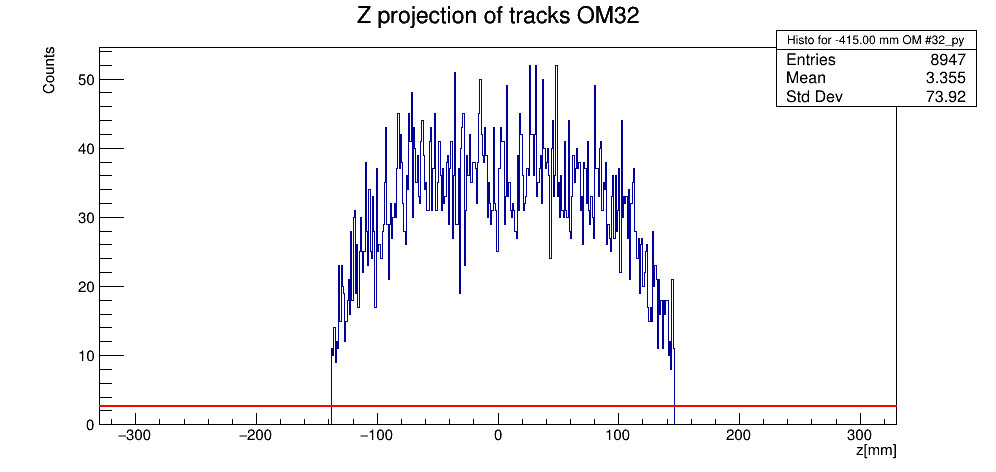 Z projection of tracks OM32
Histo for -415.00 mm OM #32_py
Entries 8947
Mean 3.355
Std Dev 73.92
Counts
50
40
30
20
10
0
−300 −200 −100 0 100 200 300
z[mm]